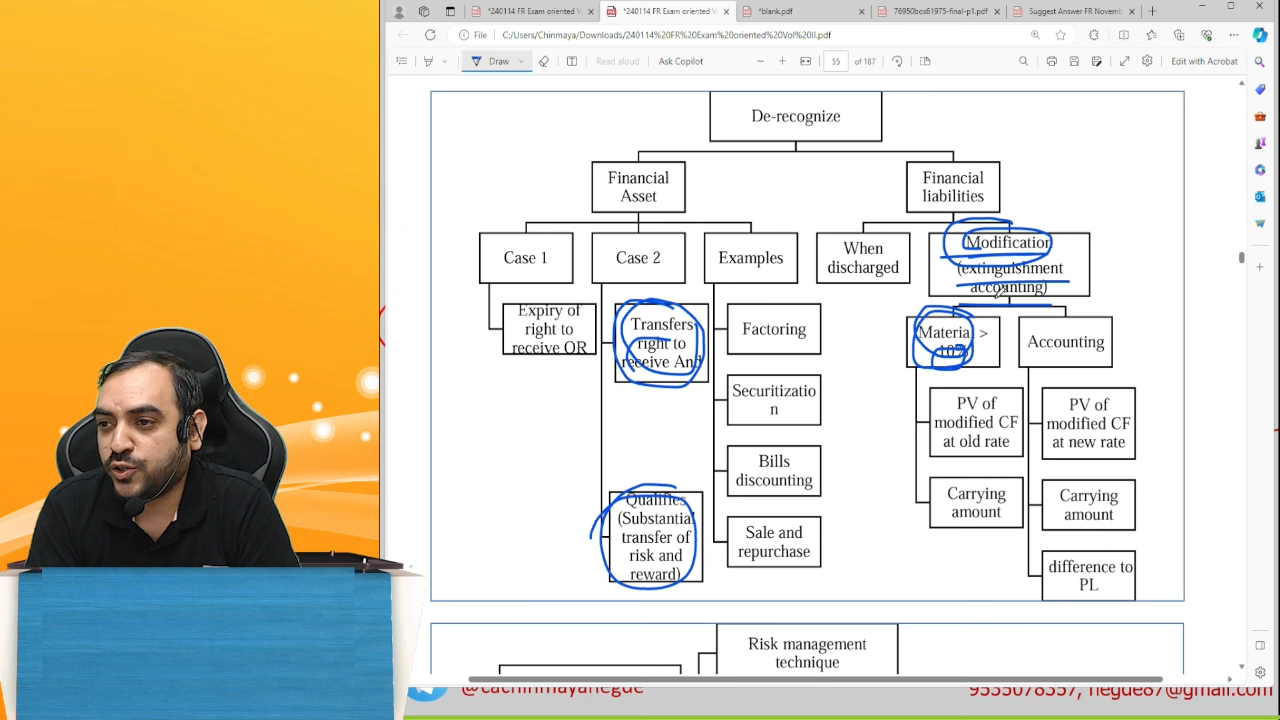 *240114 FR Exam oriented V
*240114 FR Exam oriented V
*blank.pdf
76950bos61975-final-p1.pdf
Suggest Answer FR Novemb
File
C:/Users/Chinmaya/Downloads/240114%20FR%20Exam%20oriented%20Vol%20II.pdf
Draw
Read aloud
Ask Copilot
55
of 187
Edit with Acrobat
De-recognize
Financial
Asset
Financial
liabilities
Case 1
Case 2
Examples
When
discharged
Modification
(extinguishment
accounting)
Expiry of
right to
receive OR
Transfers
right to
receive And
Factoring
Material >
10%
Accounting
Securitizatio
n
PV of
modified CF
at old rate
PV of
modified CF
at new rate
Bills
discounting
Carrying
amount
Carrying
amount
Qualifies
(Substantial
transfer of
risk and
reward)
Sale and
repurchase
difference to
PL
Risk management
technique
@cachinmayahegde
9535078357, hegde87@gmail.com